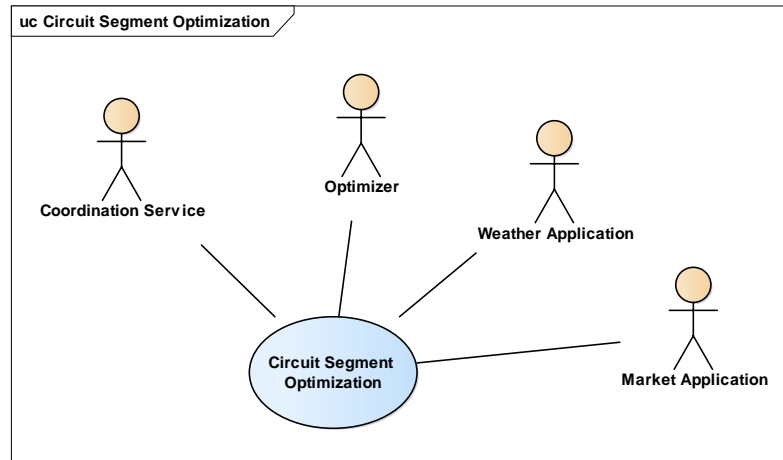 uc Circuit Segment Optimization
Coordination Service
Optimizer
Weather Application
Market Application
Circuit Segment
Optimization